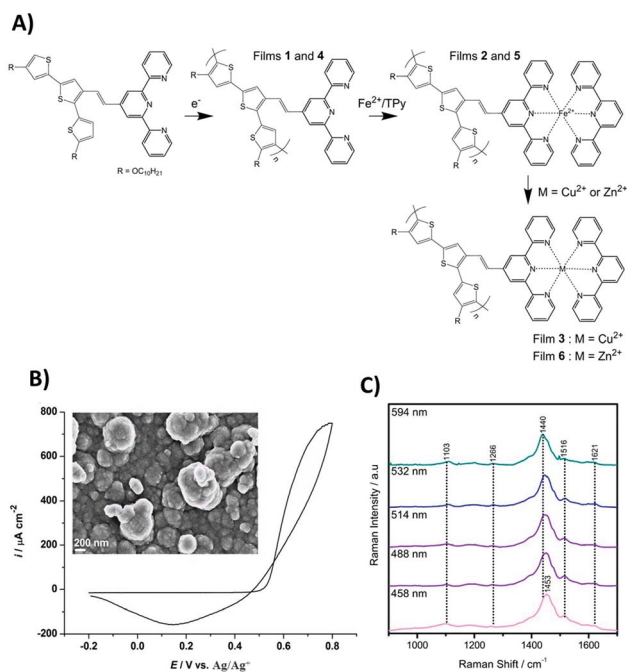 A)
Films 1 and 4
Films 2 and 5
R
S
S
S
R
N
N
N
e-
R
S
S
S
R
n
N
N
N
Fe²⁺/TPy
R
S
S
S
R
n
N
N
N
Fe²⁺
N
N
N
R = OC₁₀H₂₁
M = Cu²⁺ or Zn²⁺
R
S
S
S
R
n
N
N
N
M
N
N
N
Film 3 : M = Cu²⁺
Film 6 : M = Zn²⁺
B)
800
600
400
200
0
-200
i / μA cm⁻²
200 nm
-0.2
0.0
0.2
0.4
0.6
0.8
E / V vs. Ag/Ag⁺
C)
Raman Intensity / a.u
594 nm
532 nm
514 nm
488 nm
458 nm
1103
1266
1440
1516
1621
1453
1000
1200
1400
1600
Raman Shift / cm⁻¹